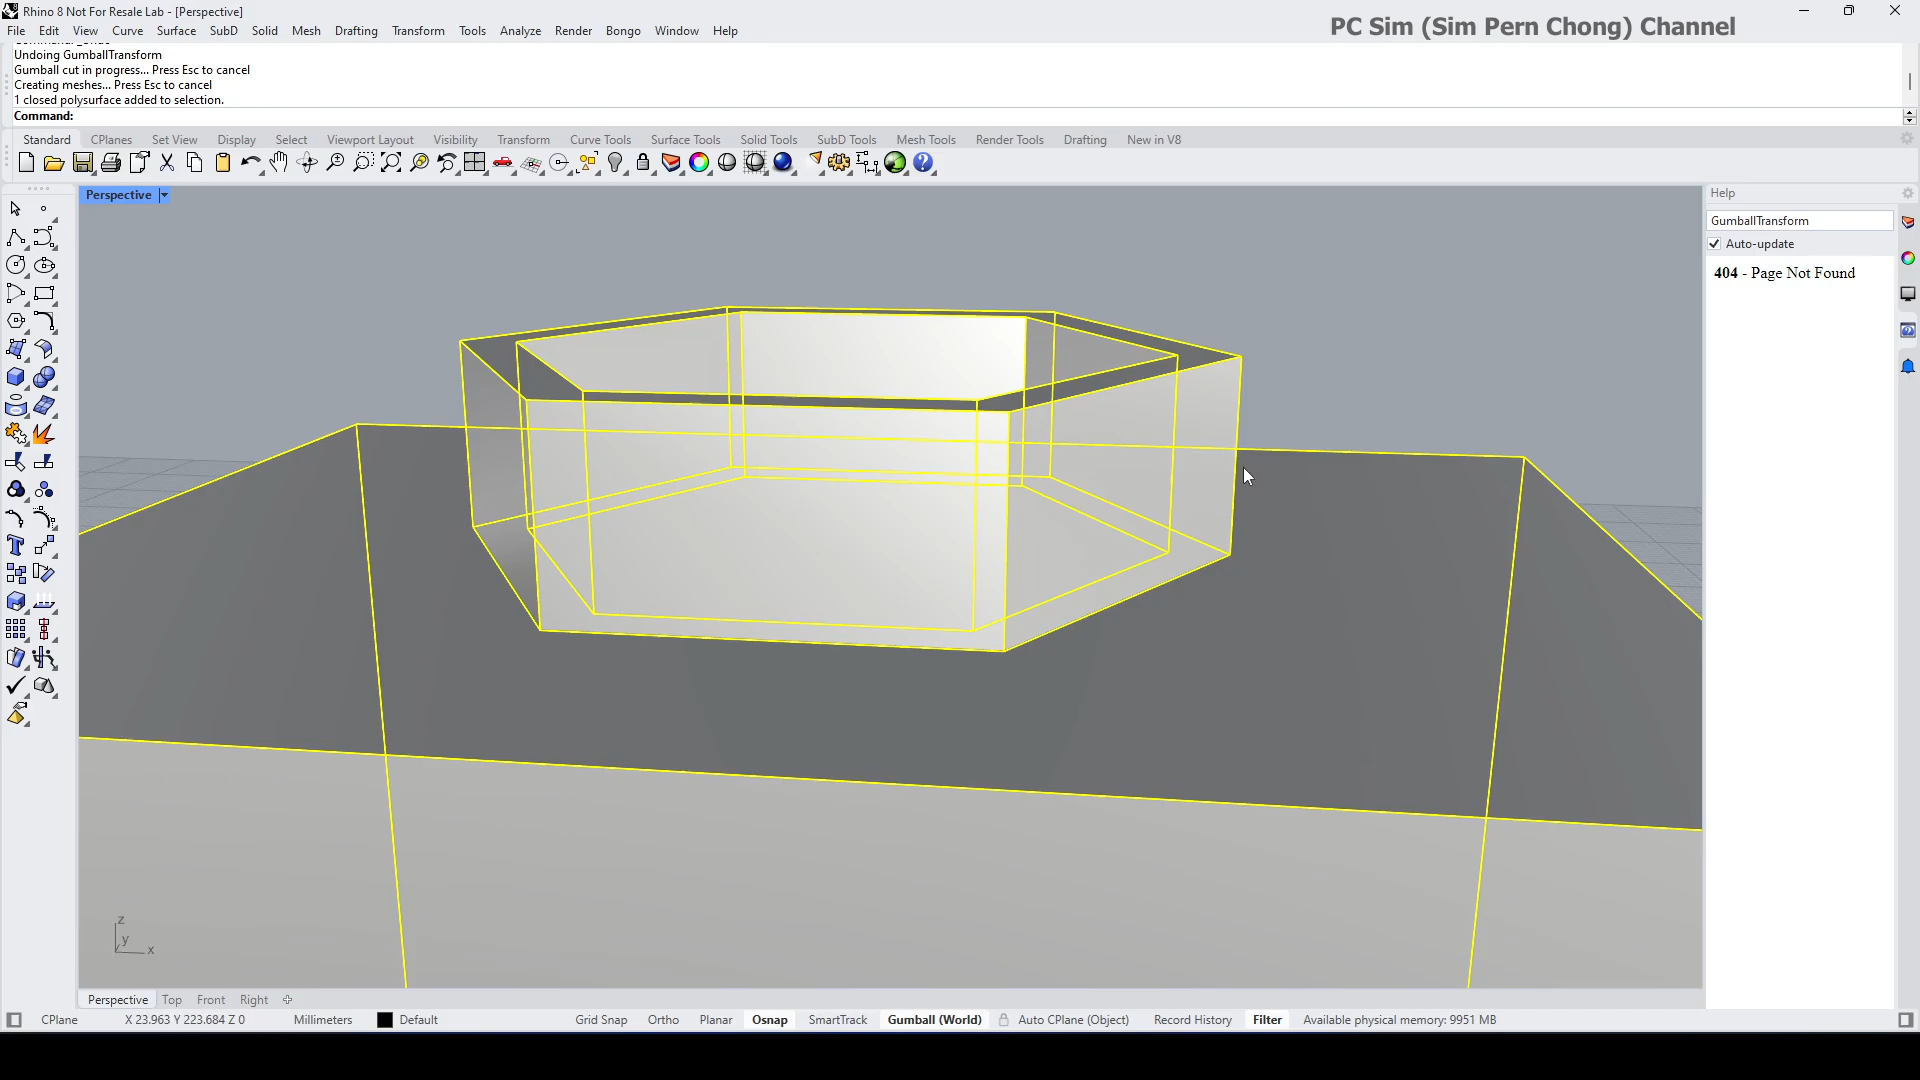 Rhino 8 Not For Resale Lab - [Perspective]
PC Sim (Sim Pern Chong) Channel
File Edit View Curve Surface SubD Solid Mesh Drafting Transform Tools Analyze Render Bongo Window Help
Undoing GumballTransform
Gumball cut in progress... Press Esc to cancel
Creating meshes... Press Esc to cancel
1 closed polysurface added to selection.
Command:
Standard CPlanes Set View Display Select Viewport Layout Visibility Transform Curve Tools Surface Tools Solid Tools SubD Tools Mesh Tools Render Tools Drafting New in V8
Perspective
Help
GumballTransform
Auto-update
404 - Page Not Found
z
y
x
Perspective Top Front Right
CPlane X 23.963 Y 223.684 Z 0 Millimeters Default Grid Snap Ortho Planar Osnap SmartTrack Gumball (World) Auto CPlane (Object) Record History Filter Available physical memory: 9951 MB